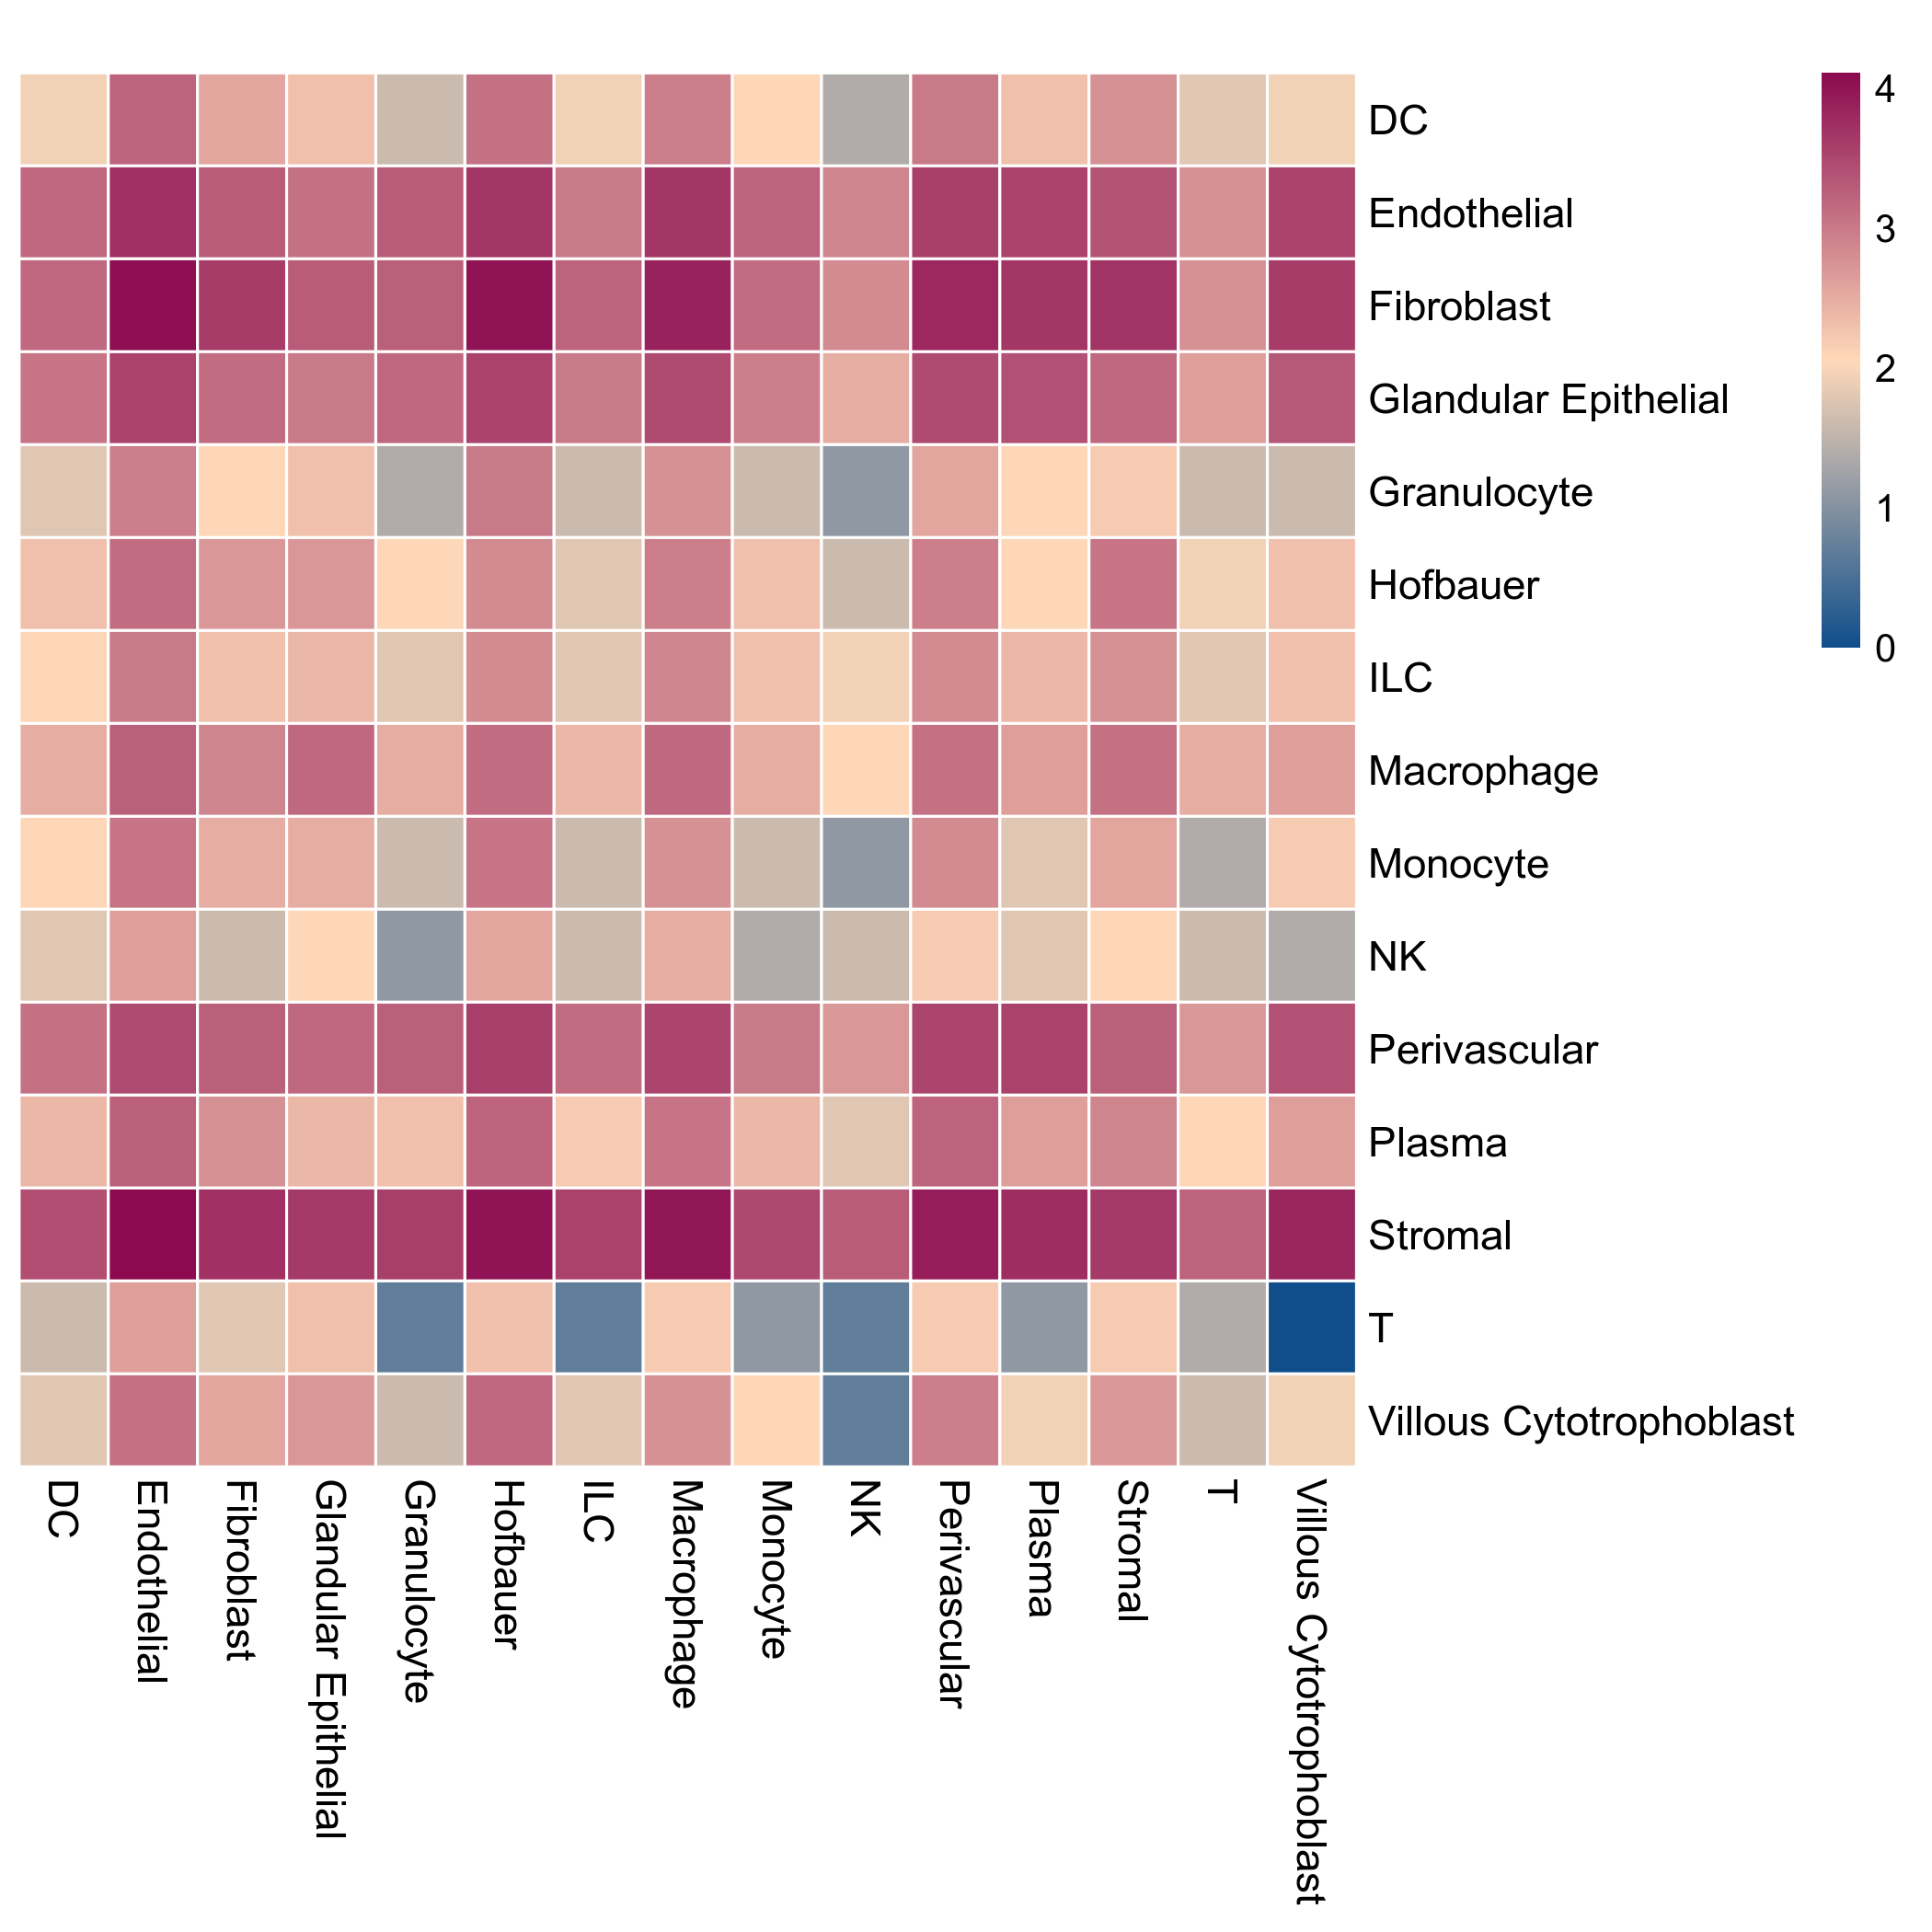 DC
Endothelial
Fibroblast
Glandular Epithelial
Granulocyte
Hofbauer
ILC
Macrophage
Monocyte
NK
Perivascular
Plasma
Stromal
T
Villous Cytotrophoblast
4
3
2
1
0
DC
Endothelial
Fibroblast
Glandular Epithelial
Granulocyte
Hofbauer
ILC
Macrophage
Monocyte
NK
Perivascular
Plasma
Stromal
T
Villous Cytotrophoblast